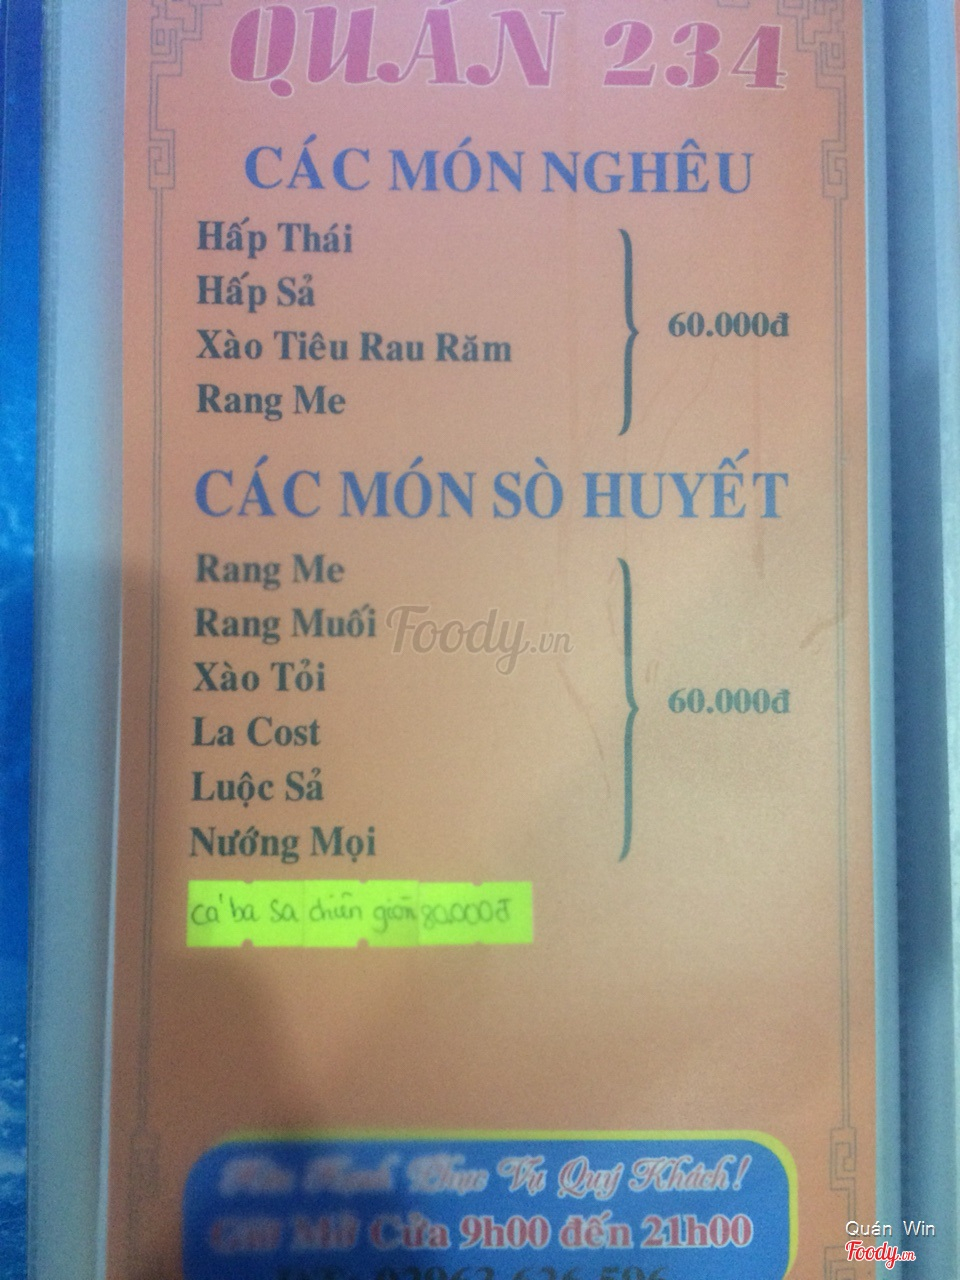 QUÁN 234
CÁC MÓN NGHÊU
Hấp Thái
Hấp Sả
Xào Tiêu Rau Răm
Rang Me
60.000đ
CÁC MÓN SÒ HUYẾT
Rang Me
Rang Muối
Xào Tỏi
La Cost
Luộc Sả
Nướng Mọi
60.000đ
Foody.vn
cá ba sa chiên giòn 80.000đ
Hân Hạnh Phục Vụ Quý Khách!
Giờ Mở Cửa 9h00 đến 21h00
Quán Win
Foody.vn